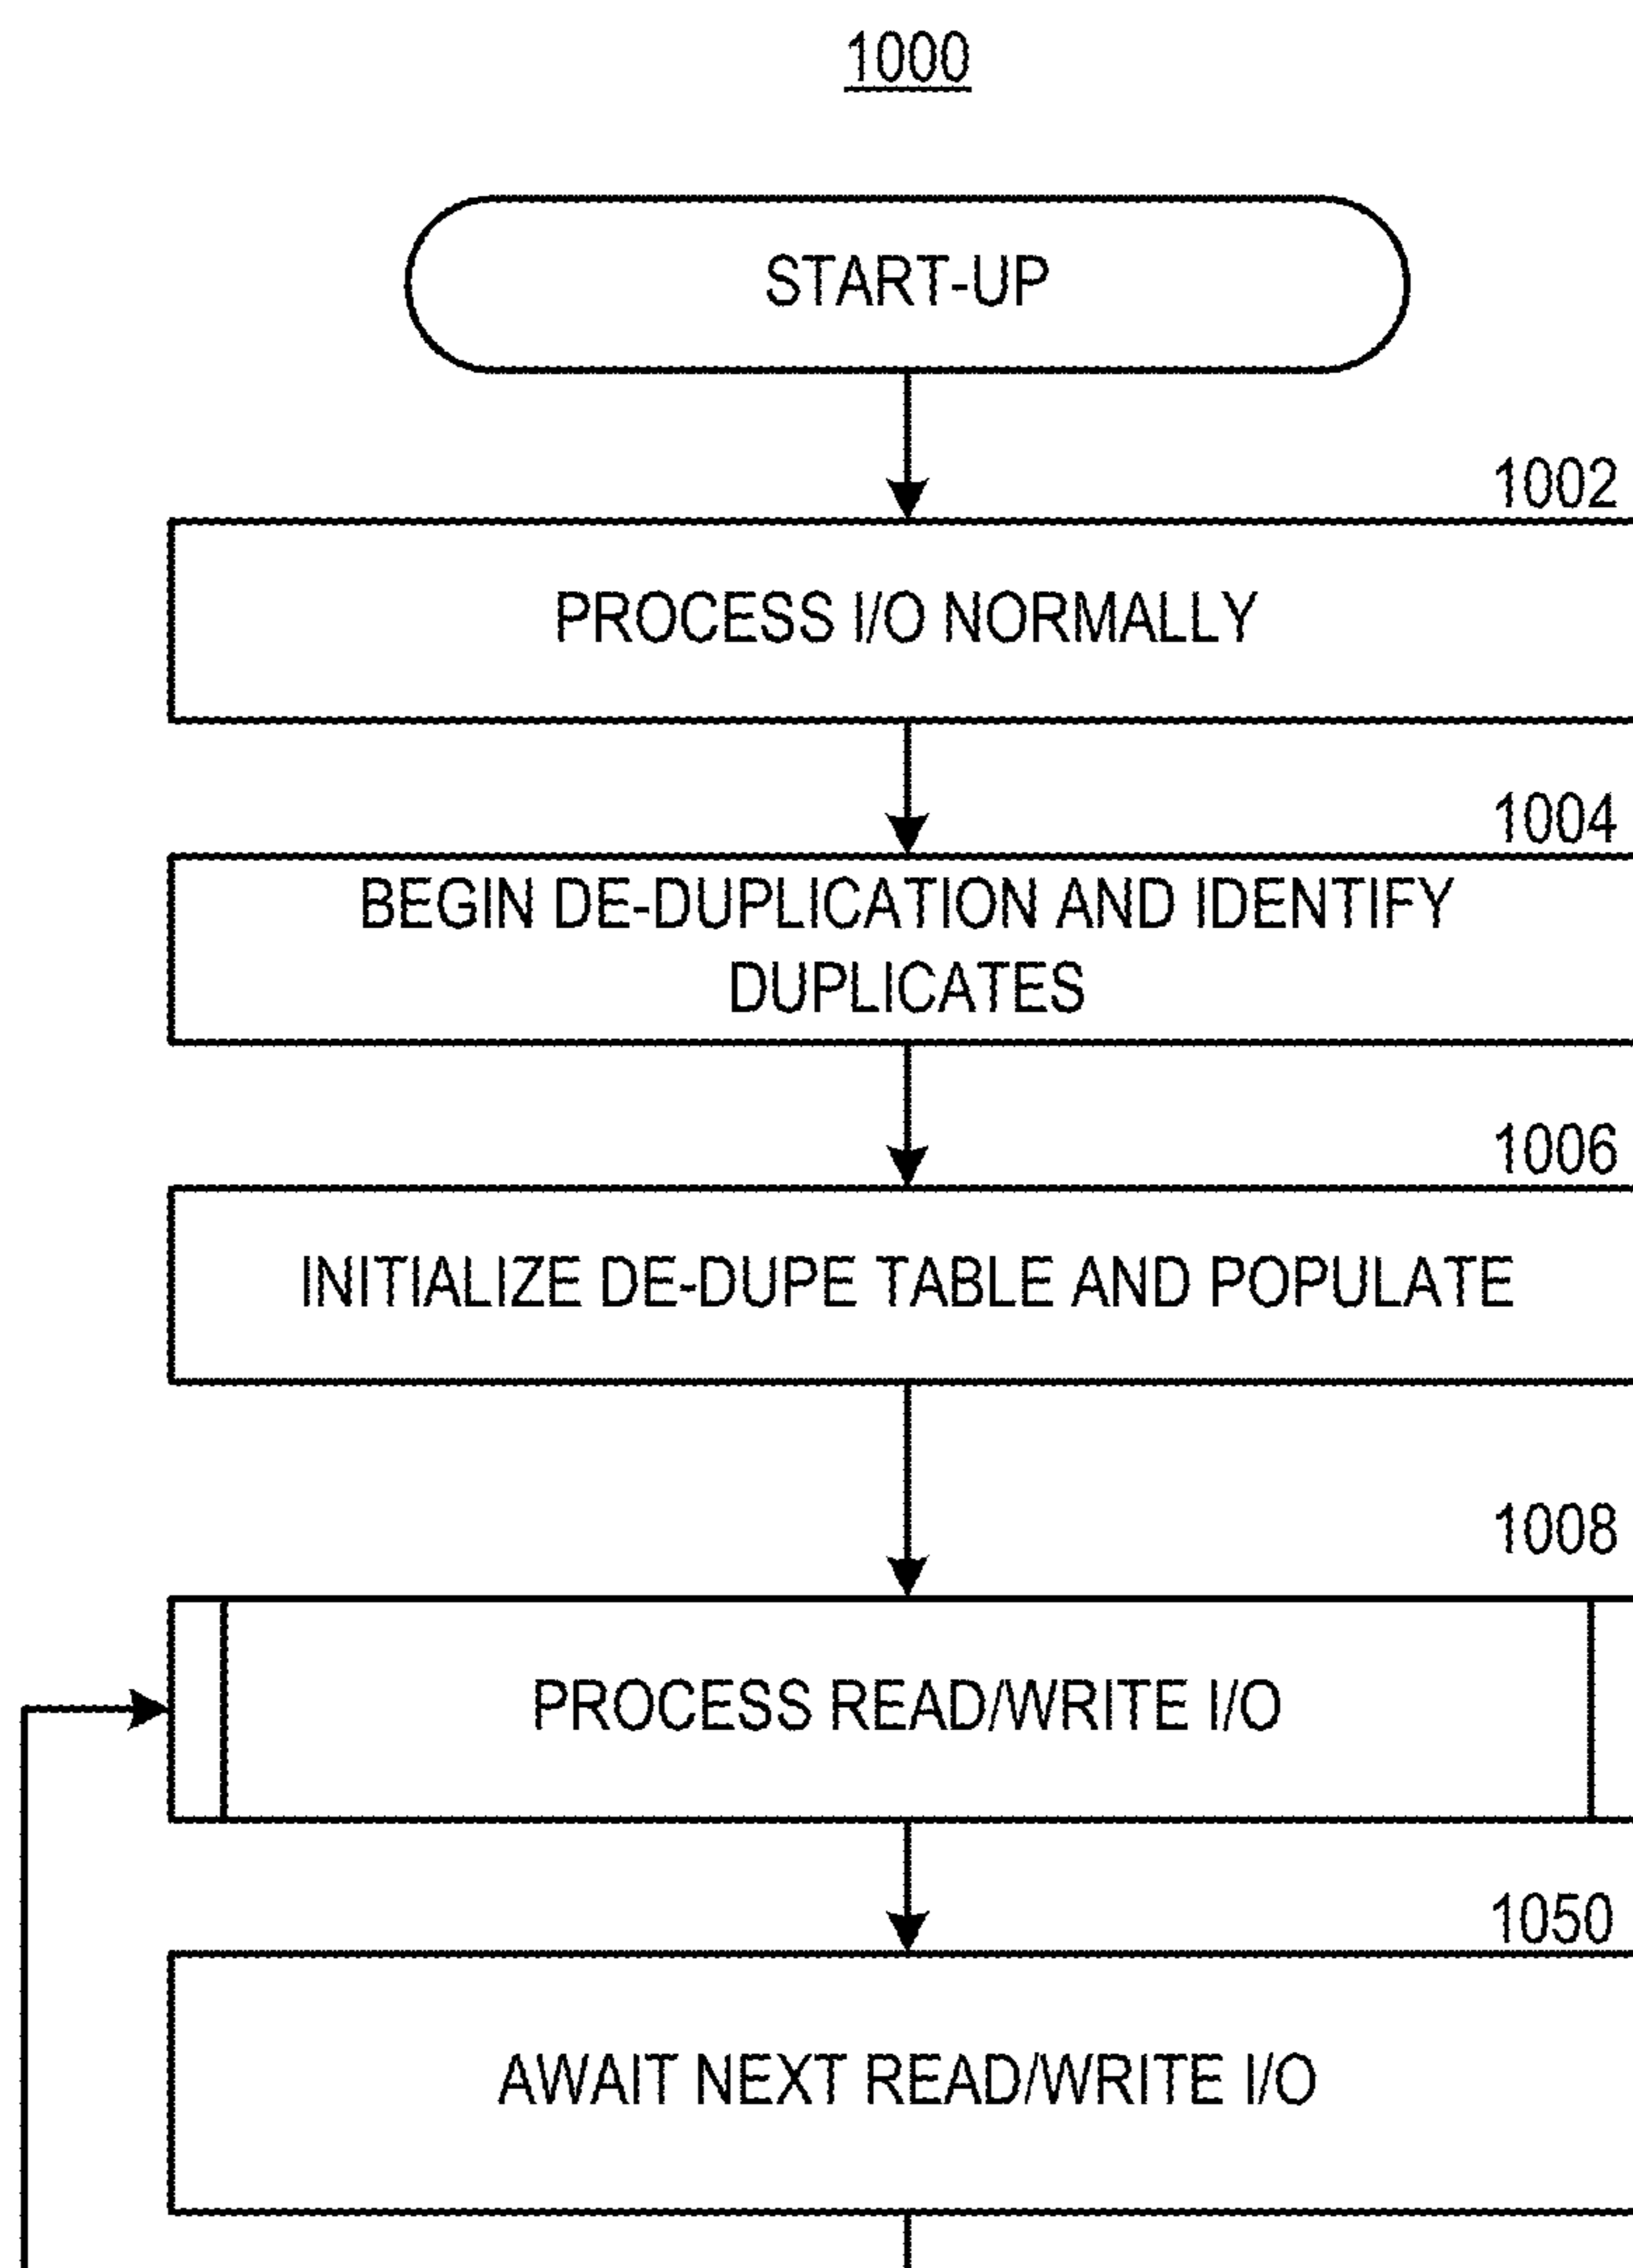 1000
START-UP
1002
PROCESS I/O NORMALLY
1004
BEGIN DE-DUPLICATION AND IDENTIFY
DUPLICATES
1006
INITIALIZE DE-DUPE TABLE AND POPULATE
1008
PROCESS READ/WRITE I/O
1050
AWAIT NEXT READ/WRITE I/O